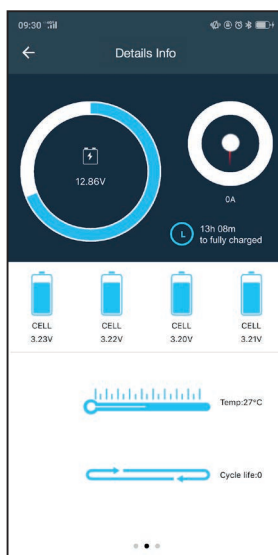 09:30
Details Info
12.86V
0A
L
13h 08m
to fully charged
CELL CELL CELL CELL
3.23V 3.22V 3.20V 3.21V
Temp:27°C
Cycle life:0